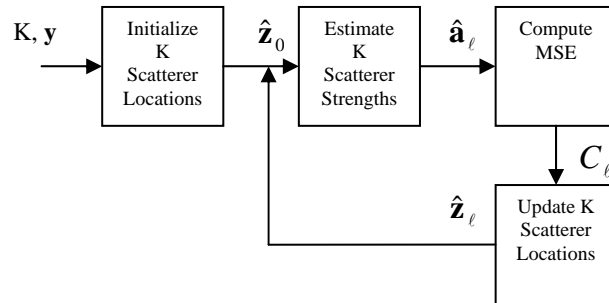 K, y
Initialize
K
Scatterer
Locations
ẑ₀
Estimate
K
Scatterer
Strengths
âₗ
Compute
MSE
Cₗ
Update K
Scatterer
Locations
ẑₗ